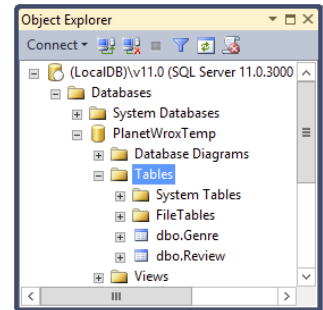 Object Explorer
Connect
(LocalDB)\v11.0 (SQL Server 11.0.3000
Databases
System Databases
PlanetWroxTemp
Database Diagrams
Tables
System Tables
FileTables
dbo.Genre
dbo.Review
Views